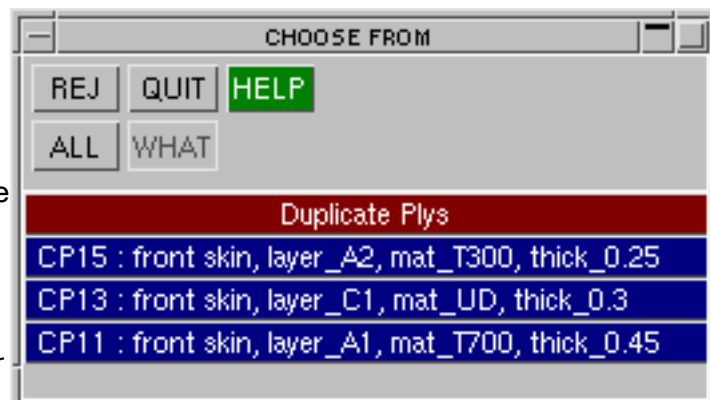 CHOOSE FROM
REJ QUIT HELP
ALL WHAT
e
Duplicate Plys
CP15 : front skin, layer_A2, mat_T300, thick_0.25
CP13 : front skin, layer_C1, mat_UD, thick_0.3
CP11 : front skin, layer_A1, mat_T700, thick_0.45